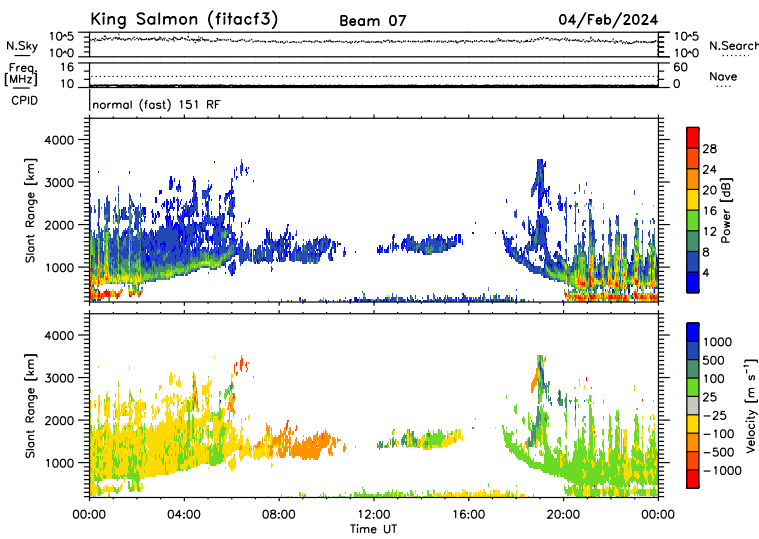 King Salmon (fitacf3) Beam 07 04/Feb/2024
N.Sky 10^5 10^0 10^5 10^0 N.Search
Freq. [MHz] 16 10 60 0 Nave
CPID normal (fast) 151 RF
Slant Range [km] 4000 3000 2000 1000
Power [dB] 28 24 20 16 12 8 4
Slant Range [km] 4000 3000 2000 1000
Velocity [m s^-1] 1000 500 100 25 -25 -100 -500 -1000
00:00 04:00 08:00 12:00 16:00 20:00 00:00
Time UT